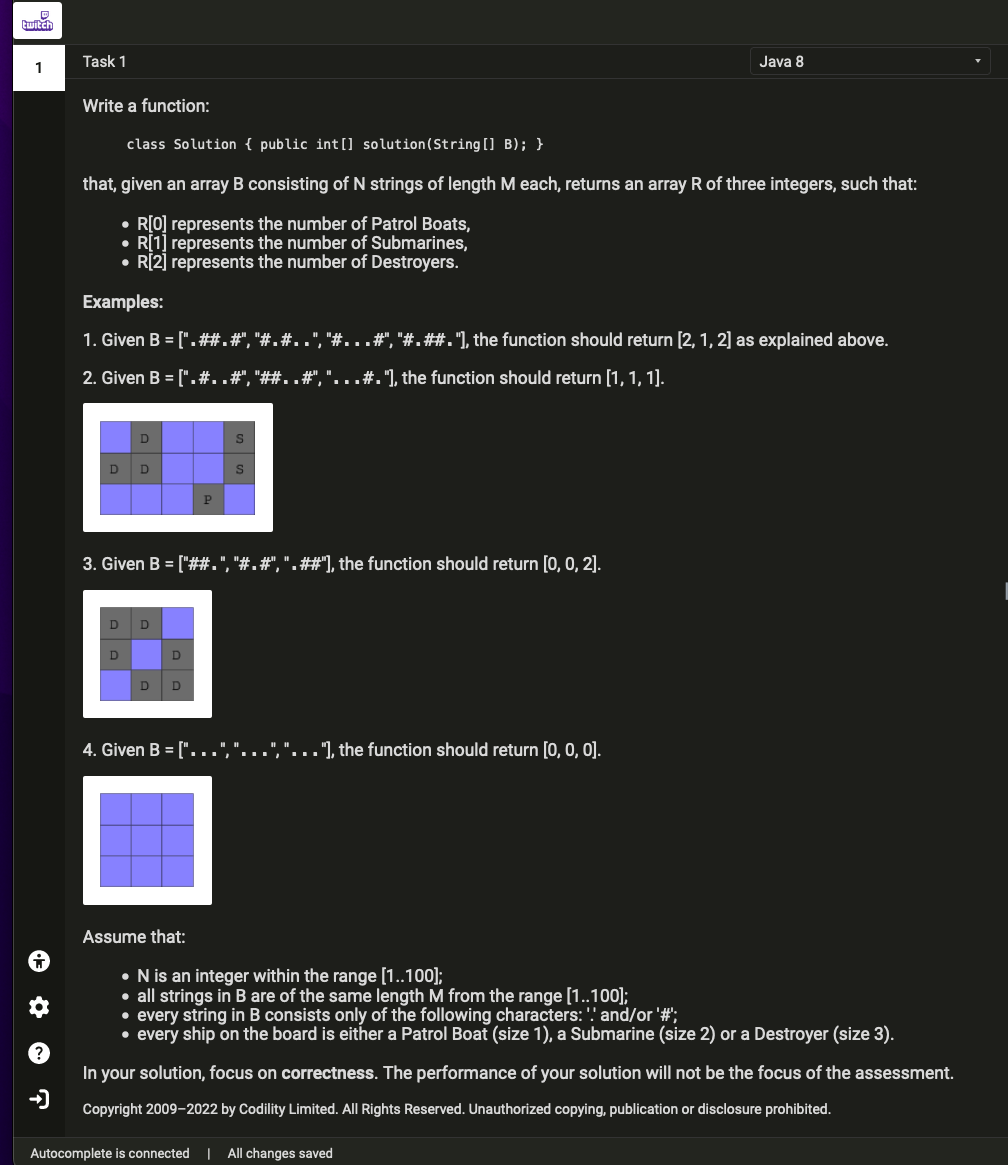 twitch
1
Task 1
Java 8
Write a function:
class Solution { public int[] solution(String[] B); }
that, given an array B consisting of N strings of length M each, returns an array R of three integers, such that:
• R[0] represents the number of Patrol Boats,
• R[1] represents the number of Submarines,
• R[2] represents the number of Destroyers.
Examples:
1. Given B = [".##.#", "#.#..", "#...#", "#.##."], the function should return [2, 1, 2] as explained above.
2. Given B = [".#..#", "##..#", "...#."], the function should return [1, 1, 1].
D S
D D S
P
3. Given B = ["##.", "#.#", ".##"], the function should return [0, 0, 2].
D D
D D
D D
4. Given B = ["...", "...", "..."], the function should return [0, 0, 0].
Assume that:
• N is an integer within the range [1..100];
• all strings in B are of the same length M from the range [1..100];
• every string in B consists only of the following characters: '.' and/or '#';
• every ship on the board is either a Patrol Boat (size 1), a Submarine (size 2) or a Destroyer (size 3).
In your solution, focus on correctness. The performance of your solution will not be the focus of the assessment.
Copyright 2009–2022 by Codility Limited. All Rights Reserved. Unauthorized copying, publication or disclosure prohibited.
Autocomplete is connected | All changes saved